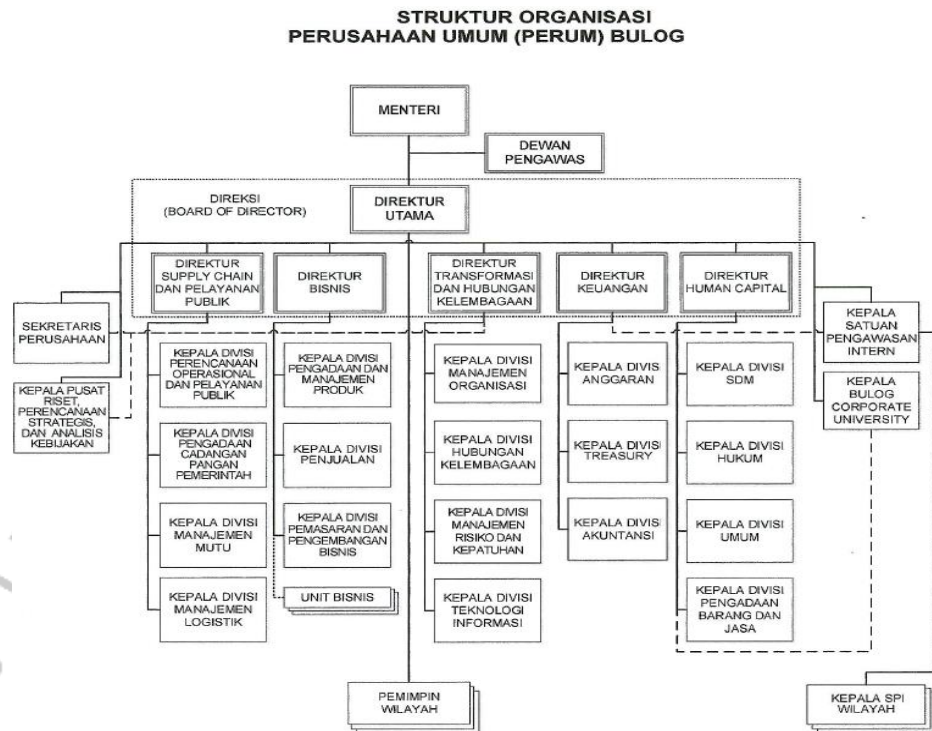 STRUKTUR ORGANISASI
PERUSAHAAN UMUM (PERUM) BULOG
MENTERI
DEWAN
PENGAWAS
DIREKSI
(BOARD OF DIRECTOR)
DIREKTUR
UTAMA
DIREKTUR
SUPPLY CHAIN
DAN PELAYANAN
PUBLIK
DIREKTUR
BISNIS
DIREKTUR
TRANSFORMASI
DAN HUBUNGAN
KELEMBAGAAN
DIREKTUR
KEUANGAN
DIREKTUR
HUMAN CAPITAL
SEKRETARIS
PERUSAHAAN
KEPALA
SATUAN
PENGAWASAN
INTERN
KEPALA PUSAT
RISET,
PERENCANAAN
STRATEGIS,
DAN ANALISIS
KEBIJAKAN
KEPALA
BULOG
CORPORATE
UNIVERSITY
KEPALA DIVISI
PERENCANAAN
OPERASIONAL
DAN PELAYANAN
PUBLIK
KEPALA DIVISI
PENGADAAN DAN
MANAJEMEN
PRODUK
KEPALA DIVISI
MANAJEMEN
ORGANISASI
KEPALA DIVISI
ANGGARAN
KEPALA DIVISI
SDM
KEPALA DIVISI
PENGADAAN
CADANGAN
PANGAN
PEMERINTAH
KEPALA DIVISI
PENJUALAN
KEPALA DIVISI
HUBUNGAN
KELEMBAGAAN
KEPALA DIVISI
TREASURY
KEPALA DIVISI
HUKUM
KEPALA DIVISI
MANAJEMEN
MUTU
KEPALA DIVISI
PEMASARAN DAN
PENGEMBANGAN
BISNIS
KEPALA DIVISI
MANAJEMEN
RISIKO DAN
KEPATUHAN
KEPALA DIVISI
AKUNTANSI
KEPALA DIVISI
UMUM
KEPALA DIVISI
MANAJEMEN
LOGISTIK
UNIT BISNIS
KEPALA DIVISI
TEKNOLOGI
INFORMASI
KEPALA DIVISI
PENGADAAN
BARANG DAN
JASA
PEMIMPIN
WILAYAH
KEPALA SPI
WILAYAH